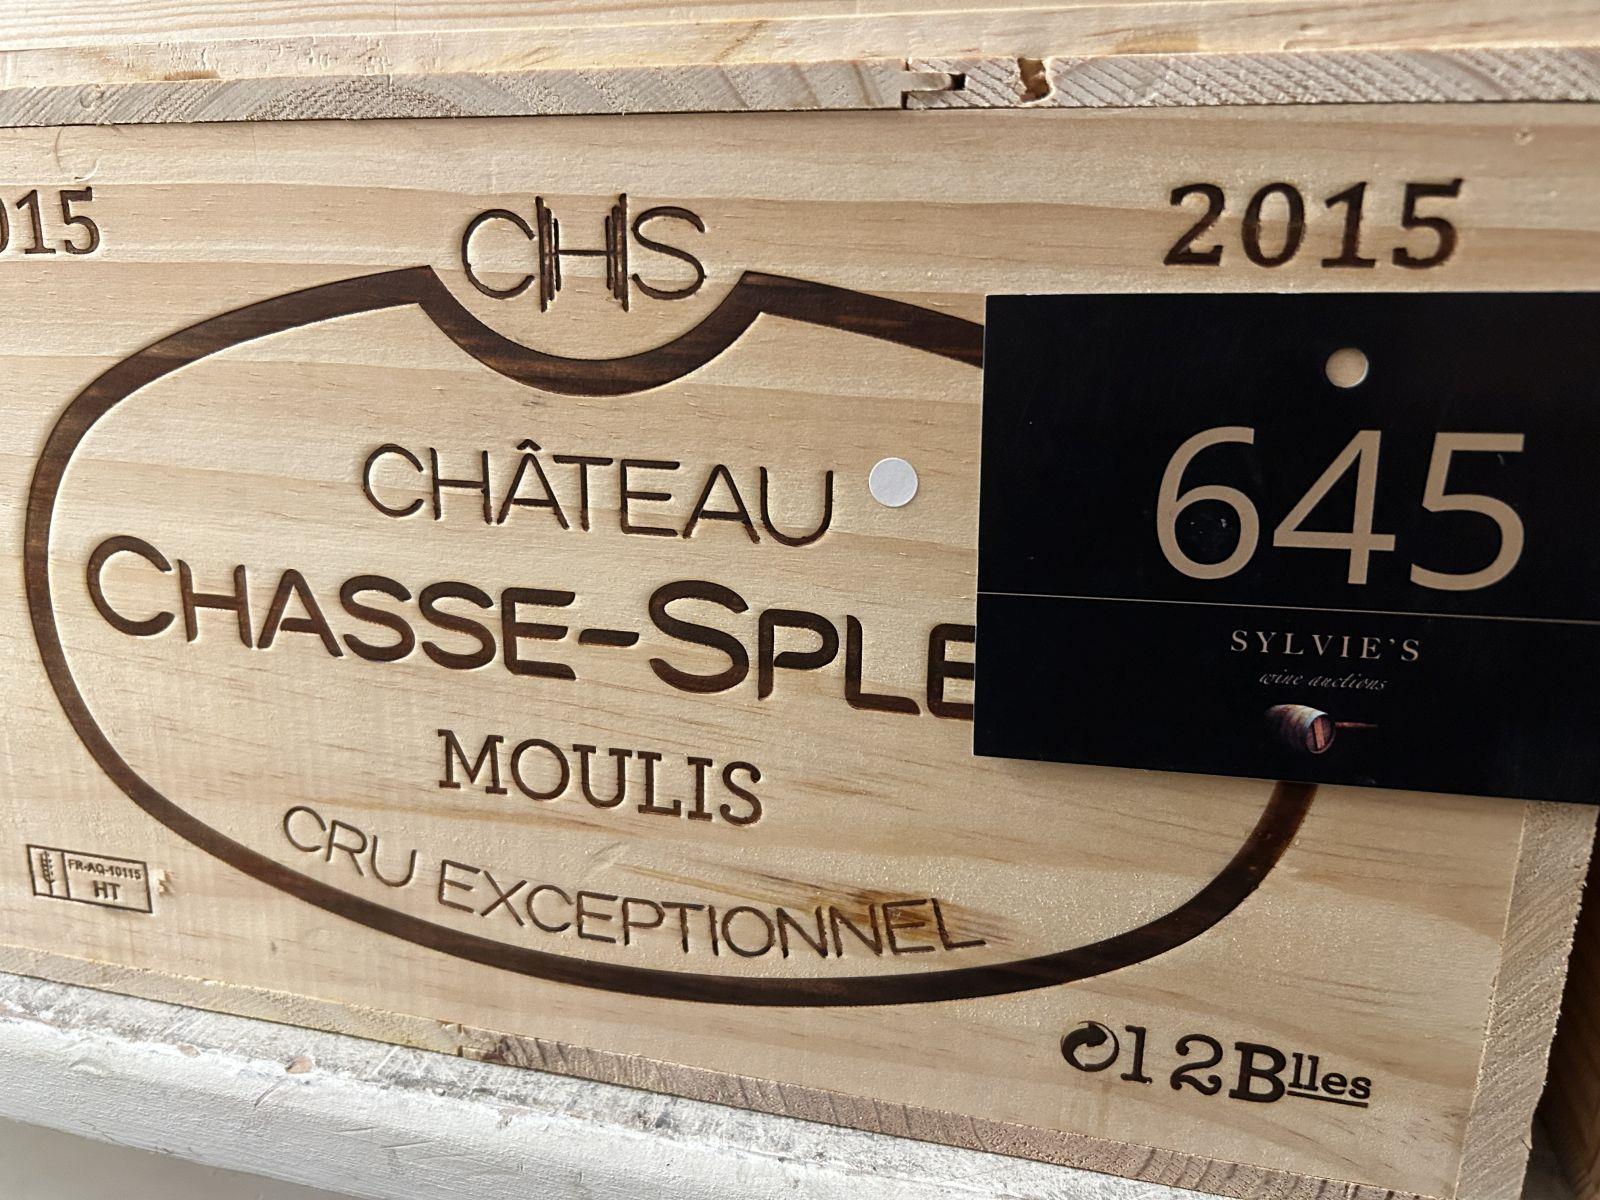 015
2015
CHS
CHÂTEAU
CHASSE-SPLE
MOULIS
CRU EXCEPTIONNEL
FR-AQ-10115
HT
12Blles
645
SYLVIE'S
wine auctions